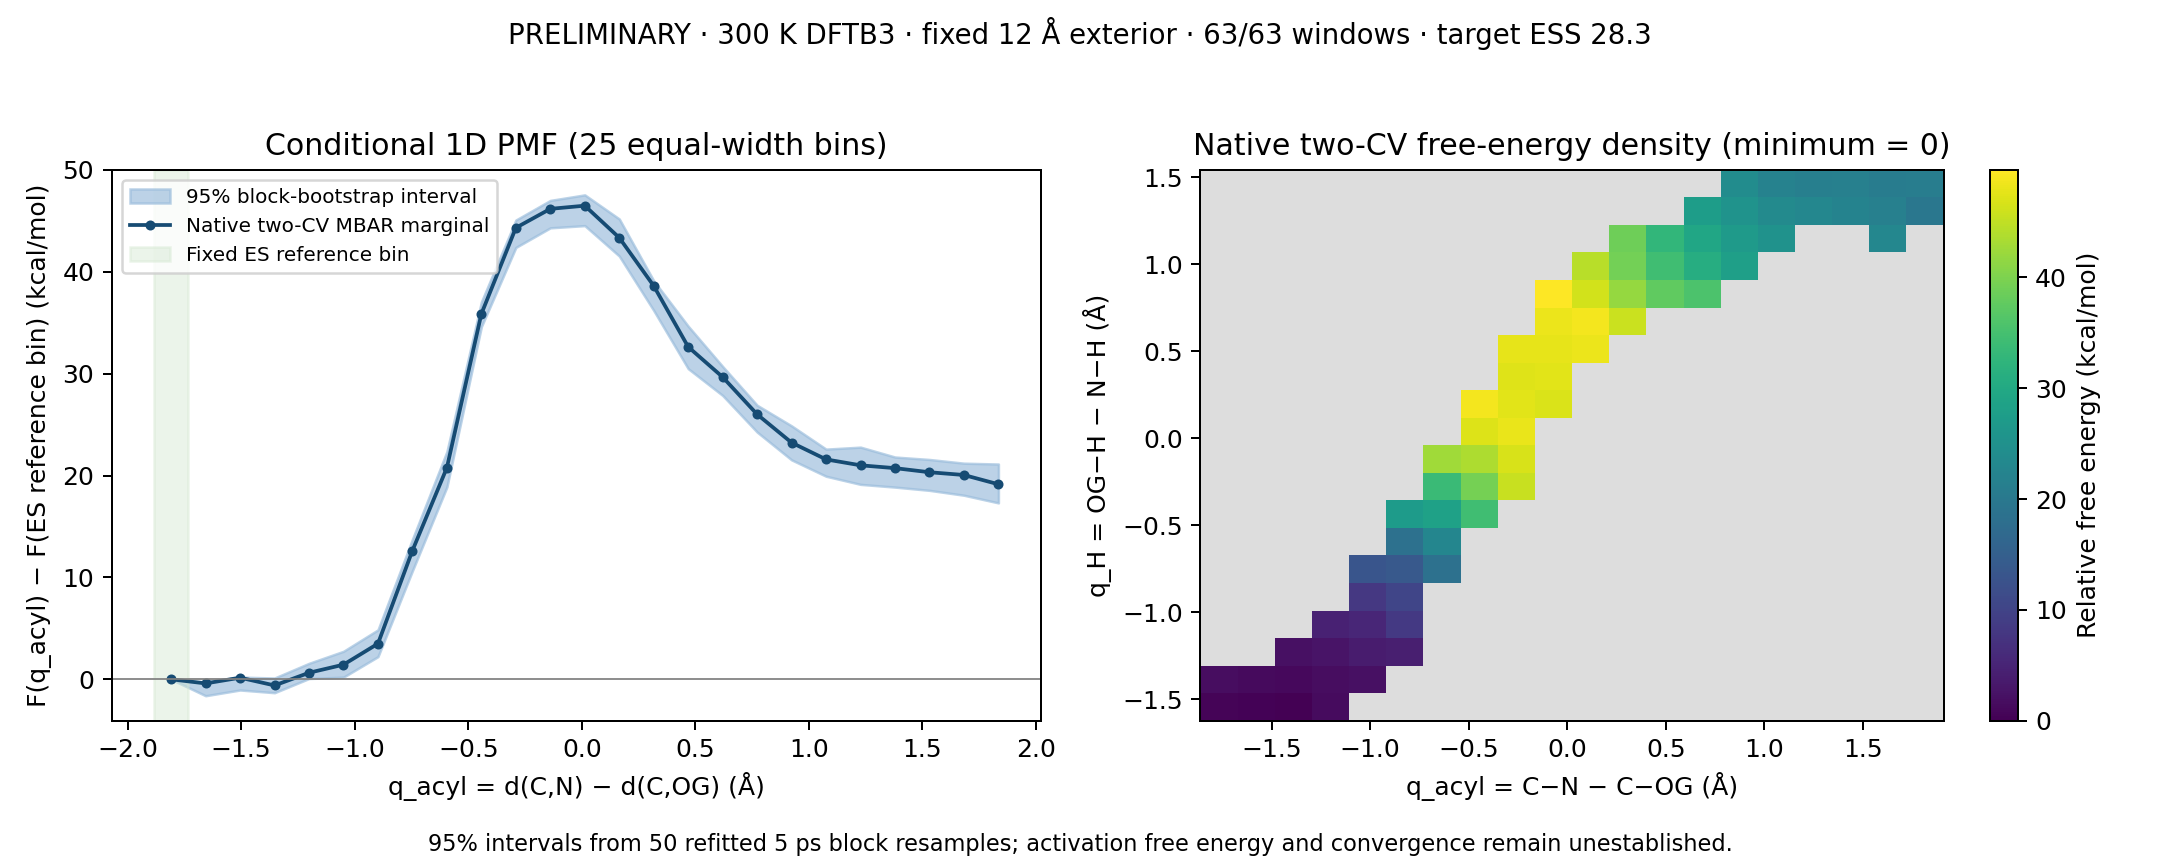 PRELIMINARY · 300 K DFTB3 · fixed 12 Å exterior · 63/63 windows · target ESS 28.3
Conditional 1D PMF (25 equal-width bins)
F(q_acyl) − F(ES reference bin) (kcal/mol)
50
40
30
20
10
0
95% block-bootstrap interval
Native two-CV MBAR marginal
Fixed ES reference bin
−2.0 −1.5 −1.0 −0.5 0.0 0.5 1.0 1.5 2.0
q_acyl = d(C,N) − d(C,OG) (Å)
Native two-CV free-energy density (minimum = 0)
q_H = OG−H − N−H (Å)
1.5
1.0
0.5
0.0
−0.5
−1.0
−1.5
−1.5 −1.0 −0.5 0.0 0.5 1.0 1.5
q_acyl = C−N − C−OG (Å)
40
30
20
10
0
Relative free energy (kcal/mol)
95% intervals from 50 refitted 5 ps block resamples; activation free energy and convergence remain unestablished.